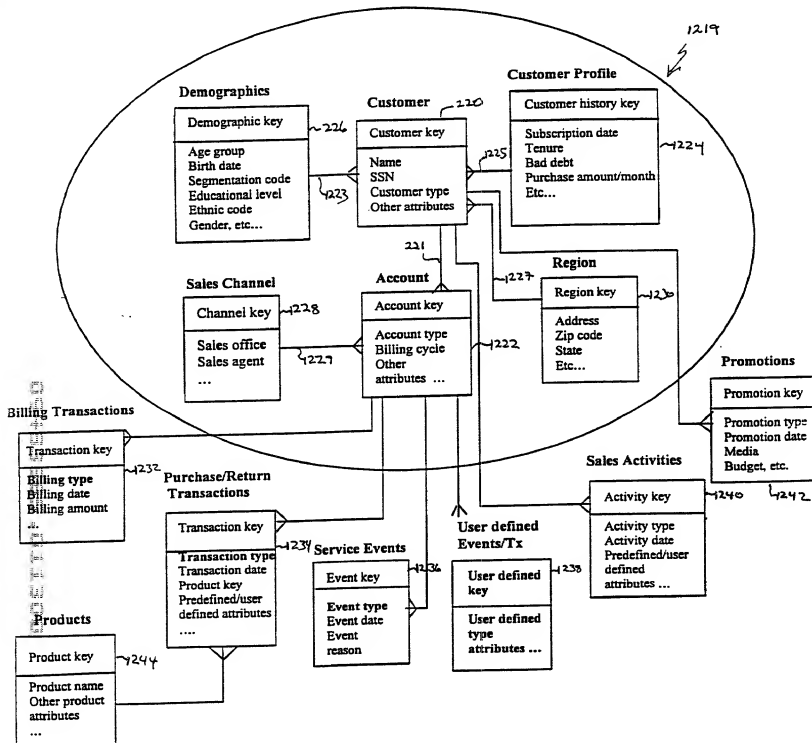 1219
Demographics
Demographic key
Age group
Birth date
Segmentation code
Educational level
Ethnic code
Gender, etc...
226
1223
Customer
220
Customer key
Name
SSN
Customer type
Other attributes
Customer Profile
Customer history key
Subscription date
Tenure
Bad debt
Purchase amount/month
Etc...
1224
1225
221
1227
Sales Channel
Channel key
Sales office
Sales agent
...
1228
1229
Account
Account key
Account type
Billing cycle
Other
attributes ...
1222
Region
Region key
Address
Zip code
State
Etc...
1230
Promotions
Promotion key
Promotion type
Promotion date
Media
Budget, etc.
1242
Billing Transactions
Transaction key
Billing type
Billing date
Billing amount
...
1232
Purchase/Return
Transactions
Transaction key
Transaction type
Transaction date
Product key
Predefined/user
defined attributes
....
1234
Service Events
Event key
Event type
Event date
Event
reason
1236
User defined
Events/Tx
User defined
key
User defined
type
attributes ...
1238
Sales Activities
Activity key
Activity type
Activity date
Predefined/user
defined
attributes ...
1240
Products
Product key
Product name
Other product
attributes
...
1244